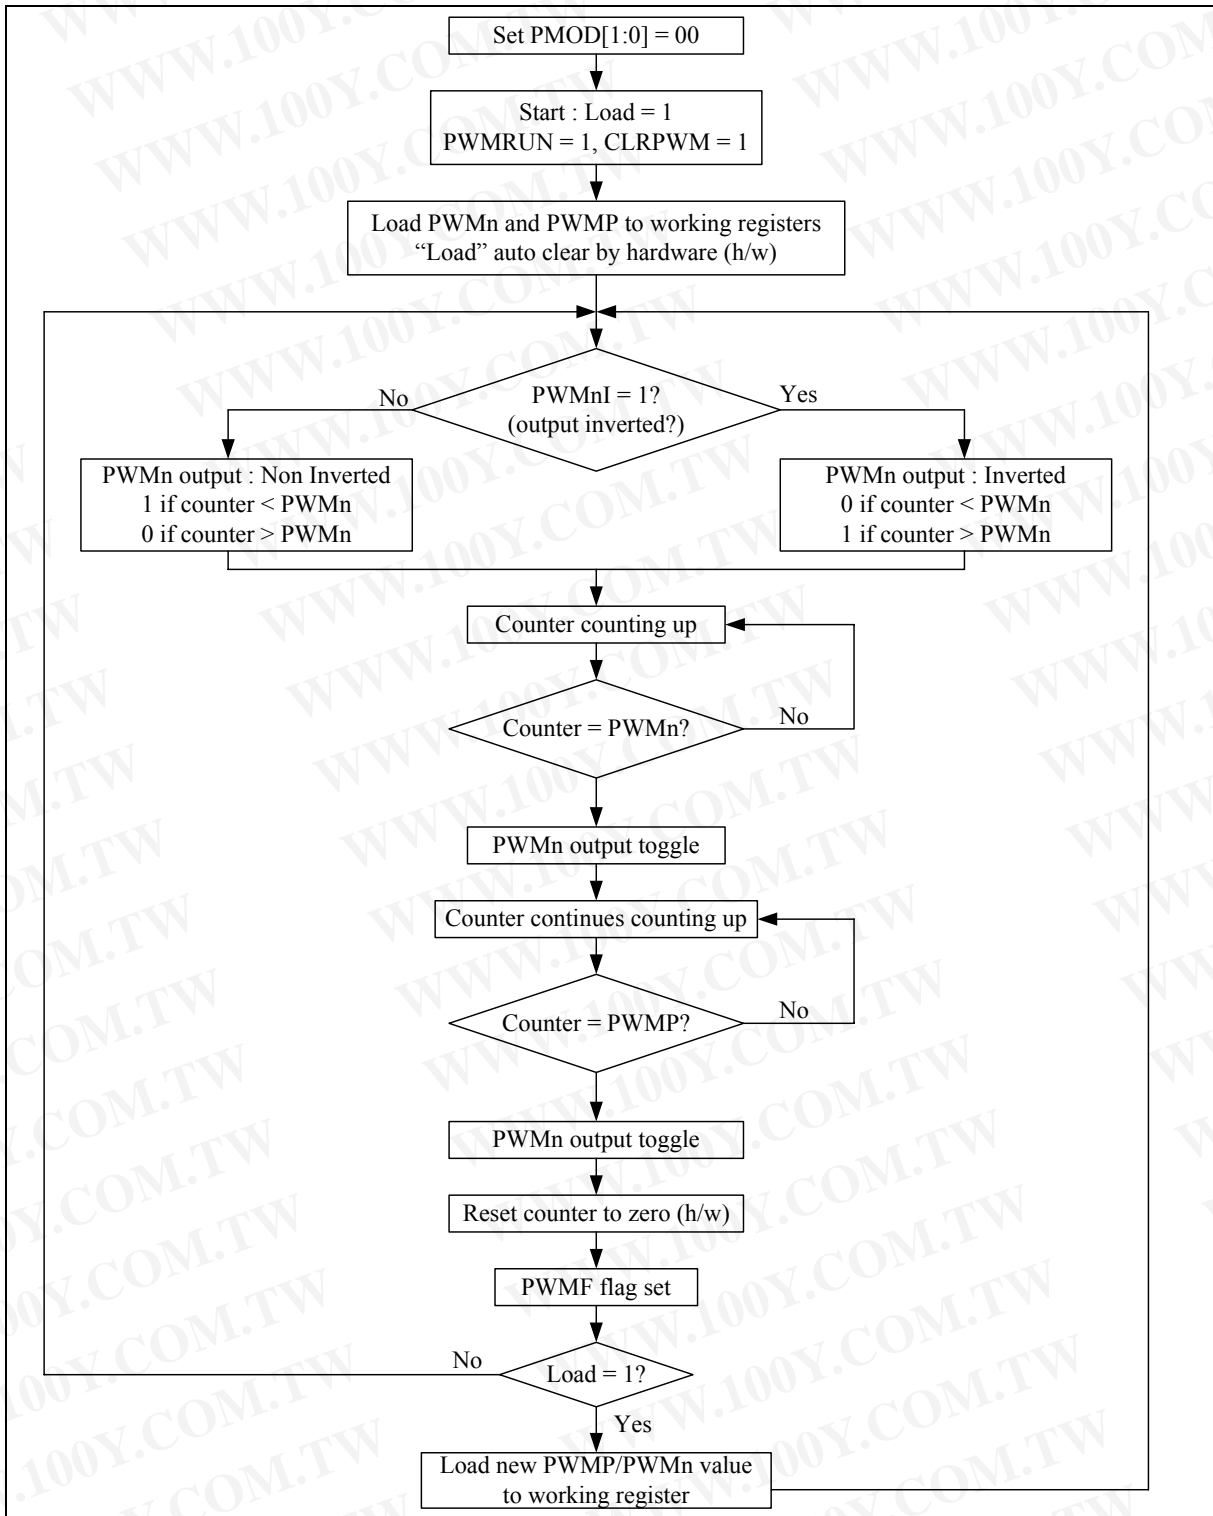 Set PMOD[1:0] = 00
Start : Load = 1
PWMRUN = 1, CLRPWM = 1
Load PWMn and PWMP to working registers
“Load” auto clear by hardware (h/w)
PWMnI = 1?
(output inverted?)
No
Yes
PWMn output : Non Inverted
1 if counter < PWMn
0 if counter > PWMn
PWMn output : Inverted
0 if counter < PWMn
1 if counter > PWMn
Counter counting up
Counter = PWMn?
No
PWMn output toggle
Counter continues counting up
Counter = PWMP?
No
PWMn output toggle
Reset counter to zero (h/w)
PWMF flag set
Load = 1?
No
Yes
Load new PWMP/PWMn value
to working register
WWW.100Y.COM.TW